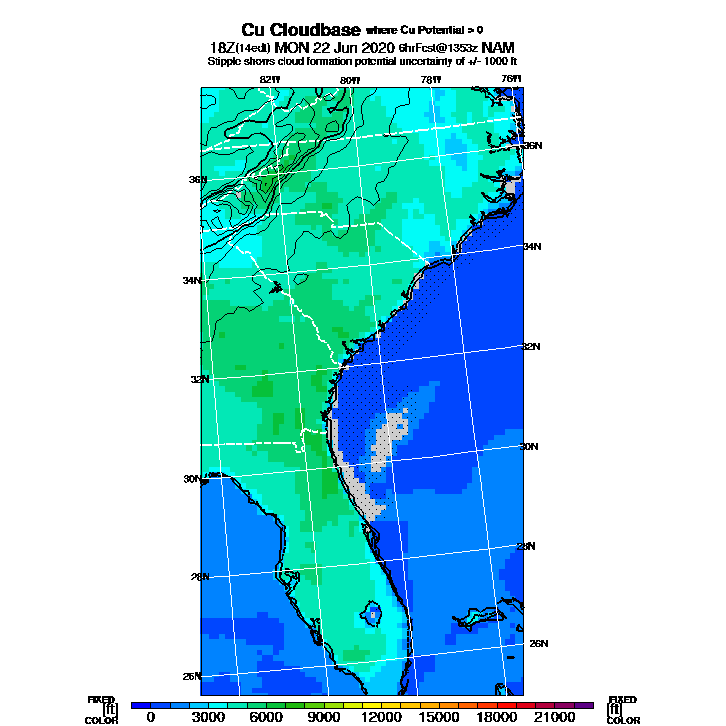 Cu Cloudbase where Cu Potential > 0
18Z(14edt) MON 22 Jun 2020 6hrFcst@1353z NAM
Stipple shows cloud formation potential uncertainty of +/- 1000 ft
82W 80W 78W 76W
36N
36N
34N
34N
32N
32N
30N
30N
28N
28N
26N
26N
FIXED [ft] COLOR
0 3000 6000 9000 12000 15000 18000 21000
FIXED [ft] COLOR